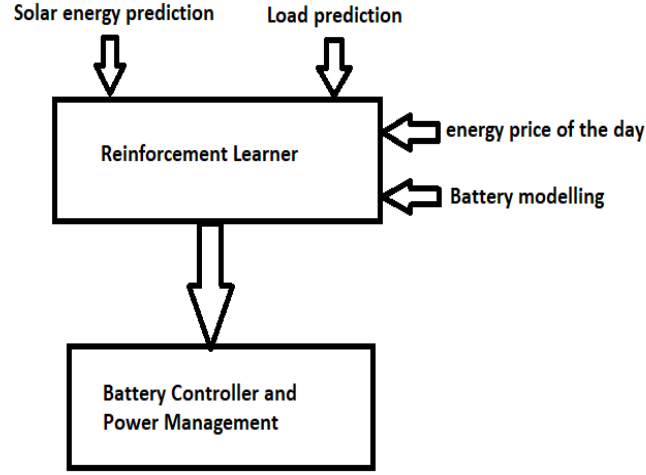 Solar energy prediction
Load prediction
Reinforcement Learner
energy price of the day
Battery modelling
Battery Controller and
Power Management